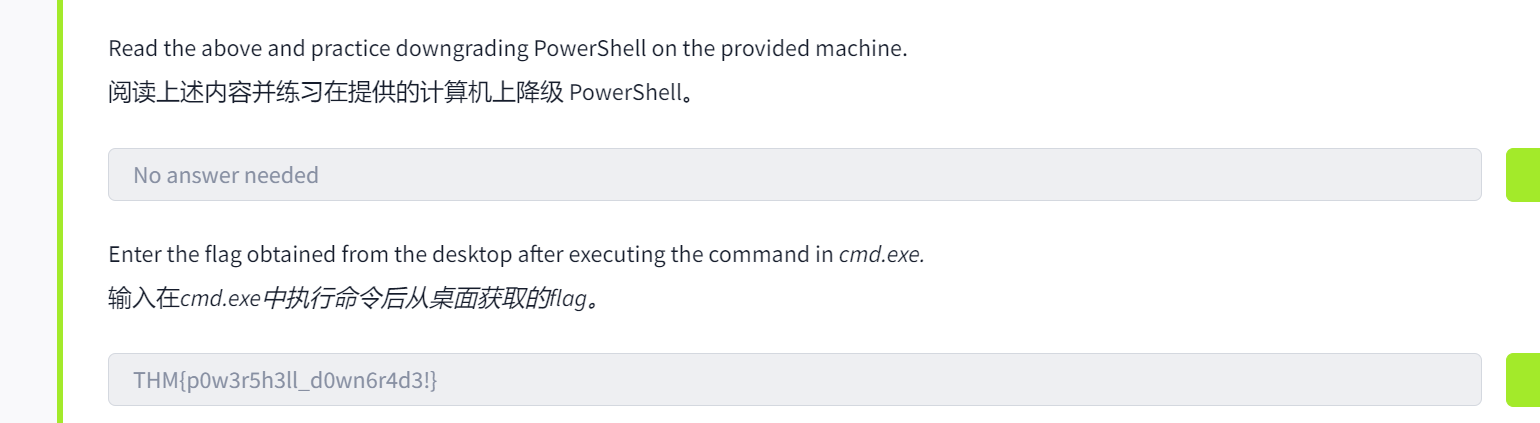 Read the above and practice downgrading PowerShell on the provided machine.
阅读上述内容并练习在提供的计算机上降级 PowerShell。
No answer needed
Enter the flag obtained from the desktop after executing the command in cmd.exe.
输入在cmd.exe中执行命令后从桌面获取的flag。
THM{p0w3r5h3ll_d0wn6r4d3!}